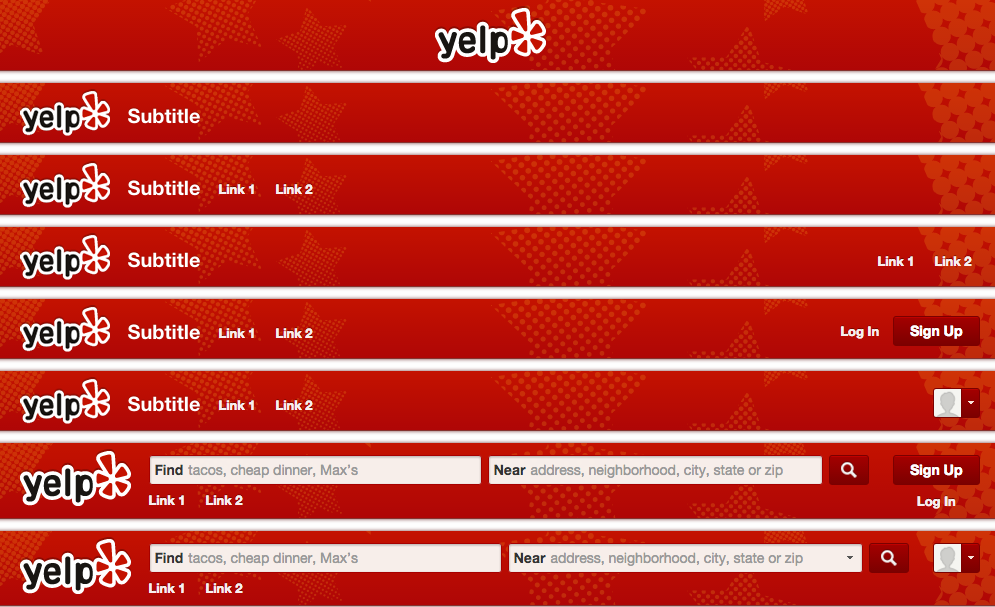 yelp
yelp Subtitle
yelp Subtitle Link 1 Link 2
yelp Subtitle Link 1 Link 2
yelp Subtitle Link 1 Link 2 Log In Sign Up
yelp Subtitle Link 1 Link 2
yelp Find tacos, cheap dinner, Max's Near address, neighborhood, city, state or zip Sign Up
Link 1 Link 2 Log In
yelp Find tacos, cheap dinner, Max's Near address, neighborhood, city, state or zip
Link 1 Link 2